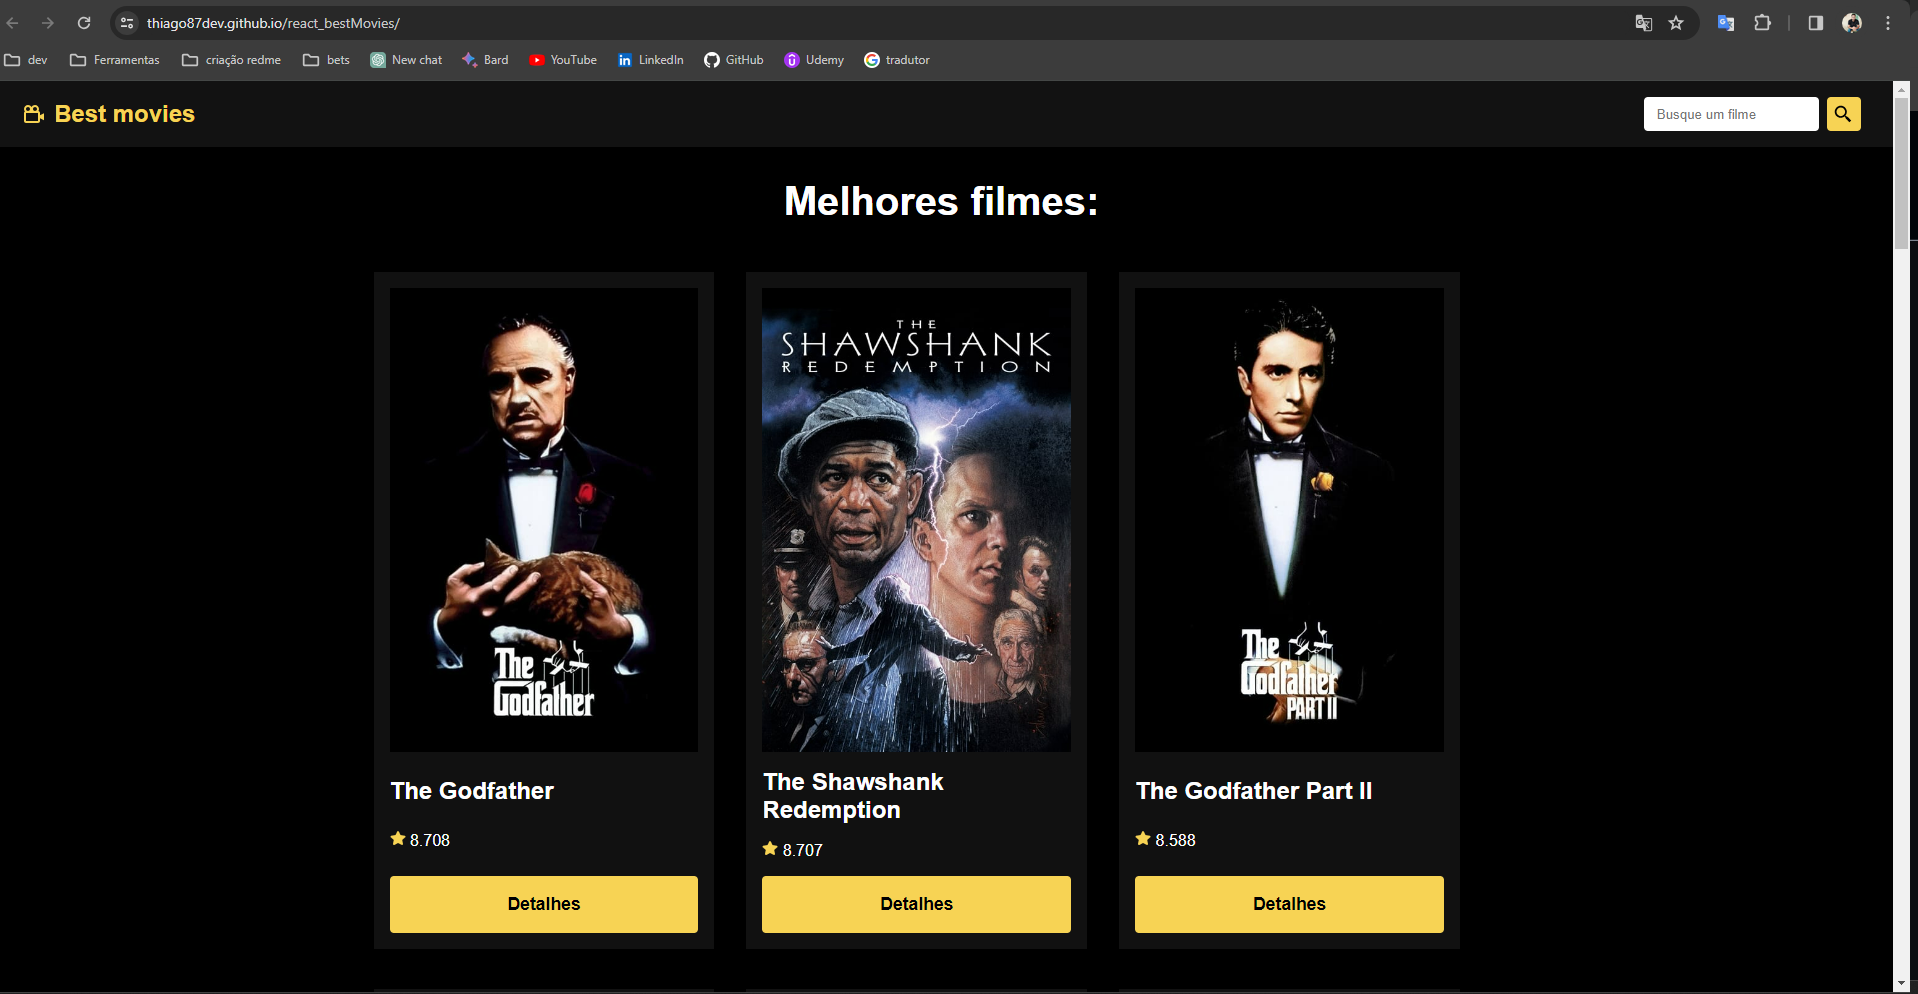 thiago87dev.github.io/react_bestMovies/
dev Ferramentas criação redme bets New chat Bard YouTube LinkedIn GitHub Udemy tradutor
Best movies
Busque um filme
Melhores filmes:
The
Godfather
THE
SHAWSHANK
REDEMPTION
The
Godfather
PART II
The Godfather
8.708
Detalhes
The Shawshank
Redemption
8.707
Detalhes
The Godfather Part II
8.588
Detalhes